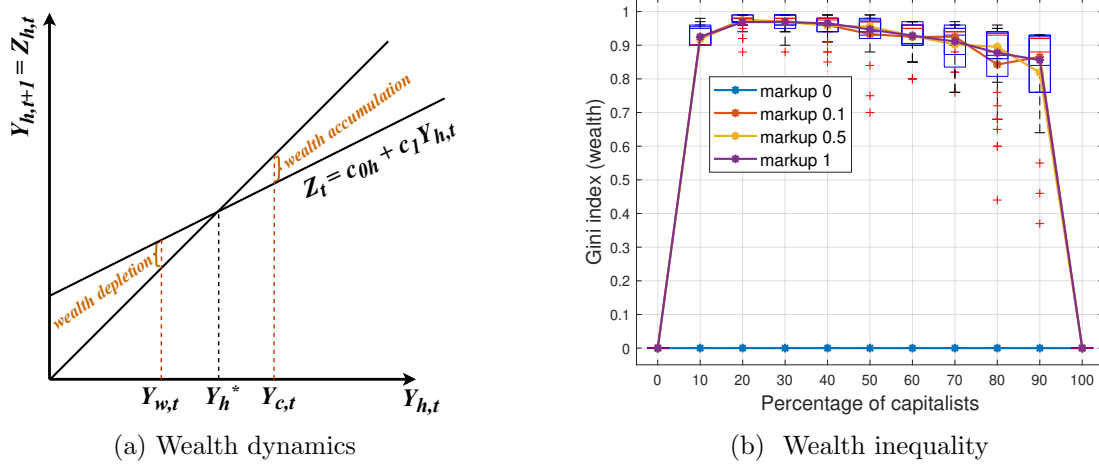 Y_{h,t+1} = Z_{h,t}
wealth accumulation
Z_t = c_{0h} + c_1 Y_{h,t}
wealth depletion
Y_{w,t} Y_h^* Y_{c,t} Y_{h,t}
(a) Wealth dynamics
Gini index (wealth)
1
0.9
0.8
0.7
0.6
0.5
0.4
0.3
0.2
0.1
0
markup 0
markup 0.1
markup 0.5
markup 1
0 10 20 30 40 50 60 70 80 90 100
Percentage of capitalists
(b) Wealth inequality